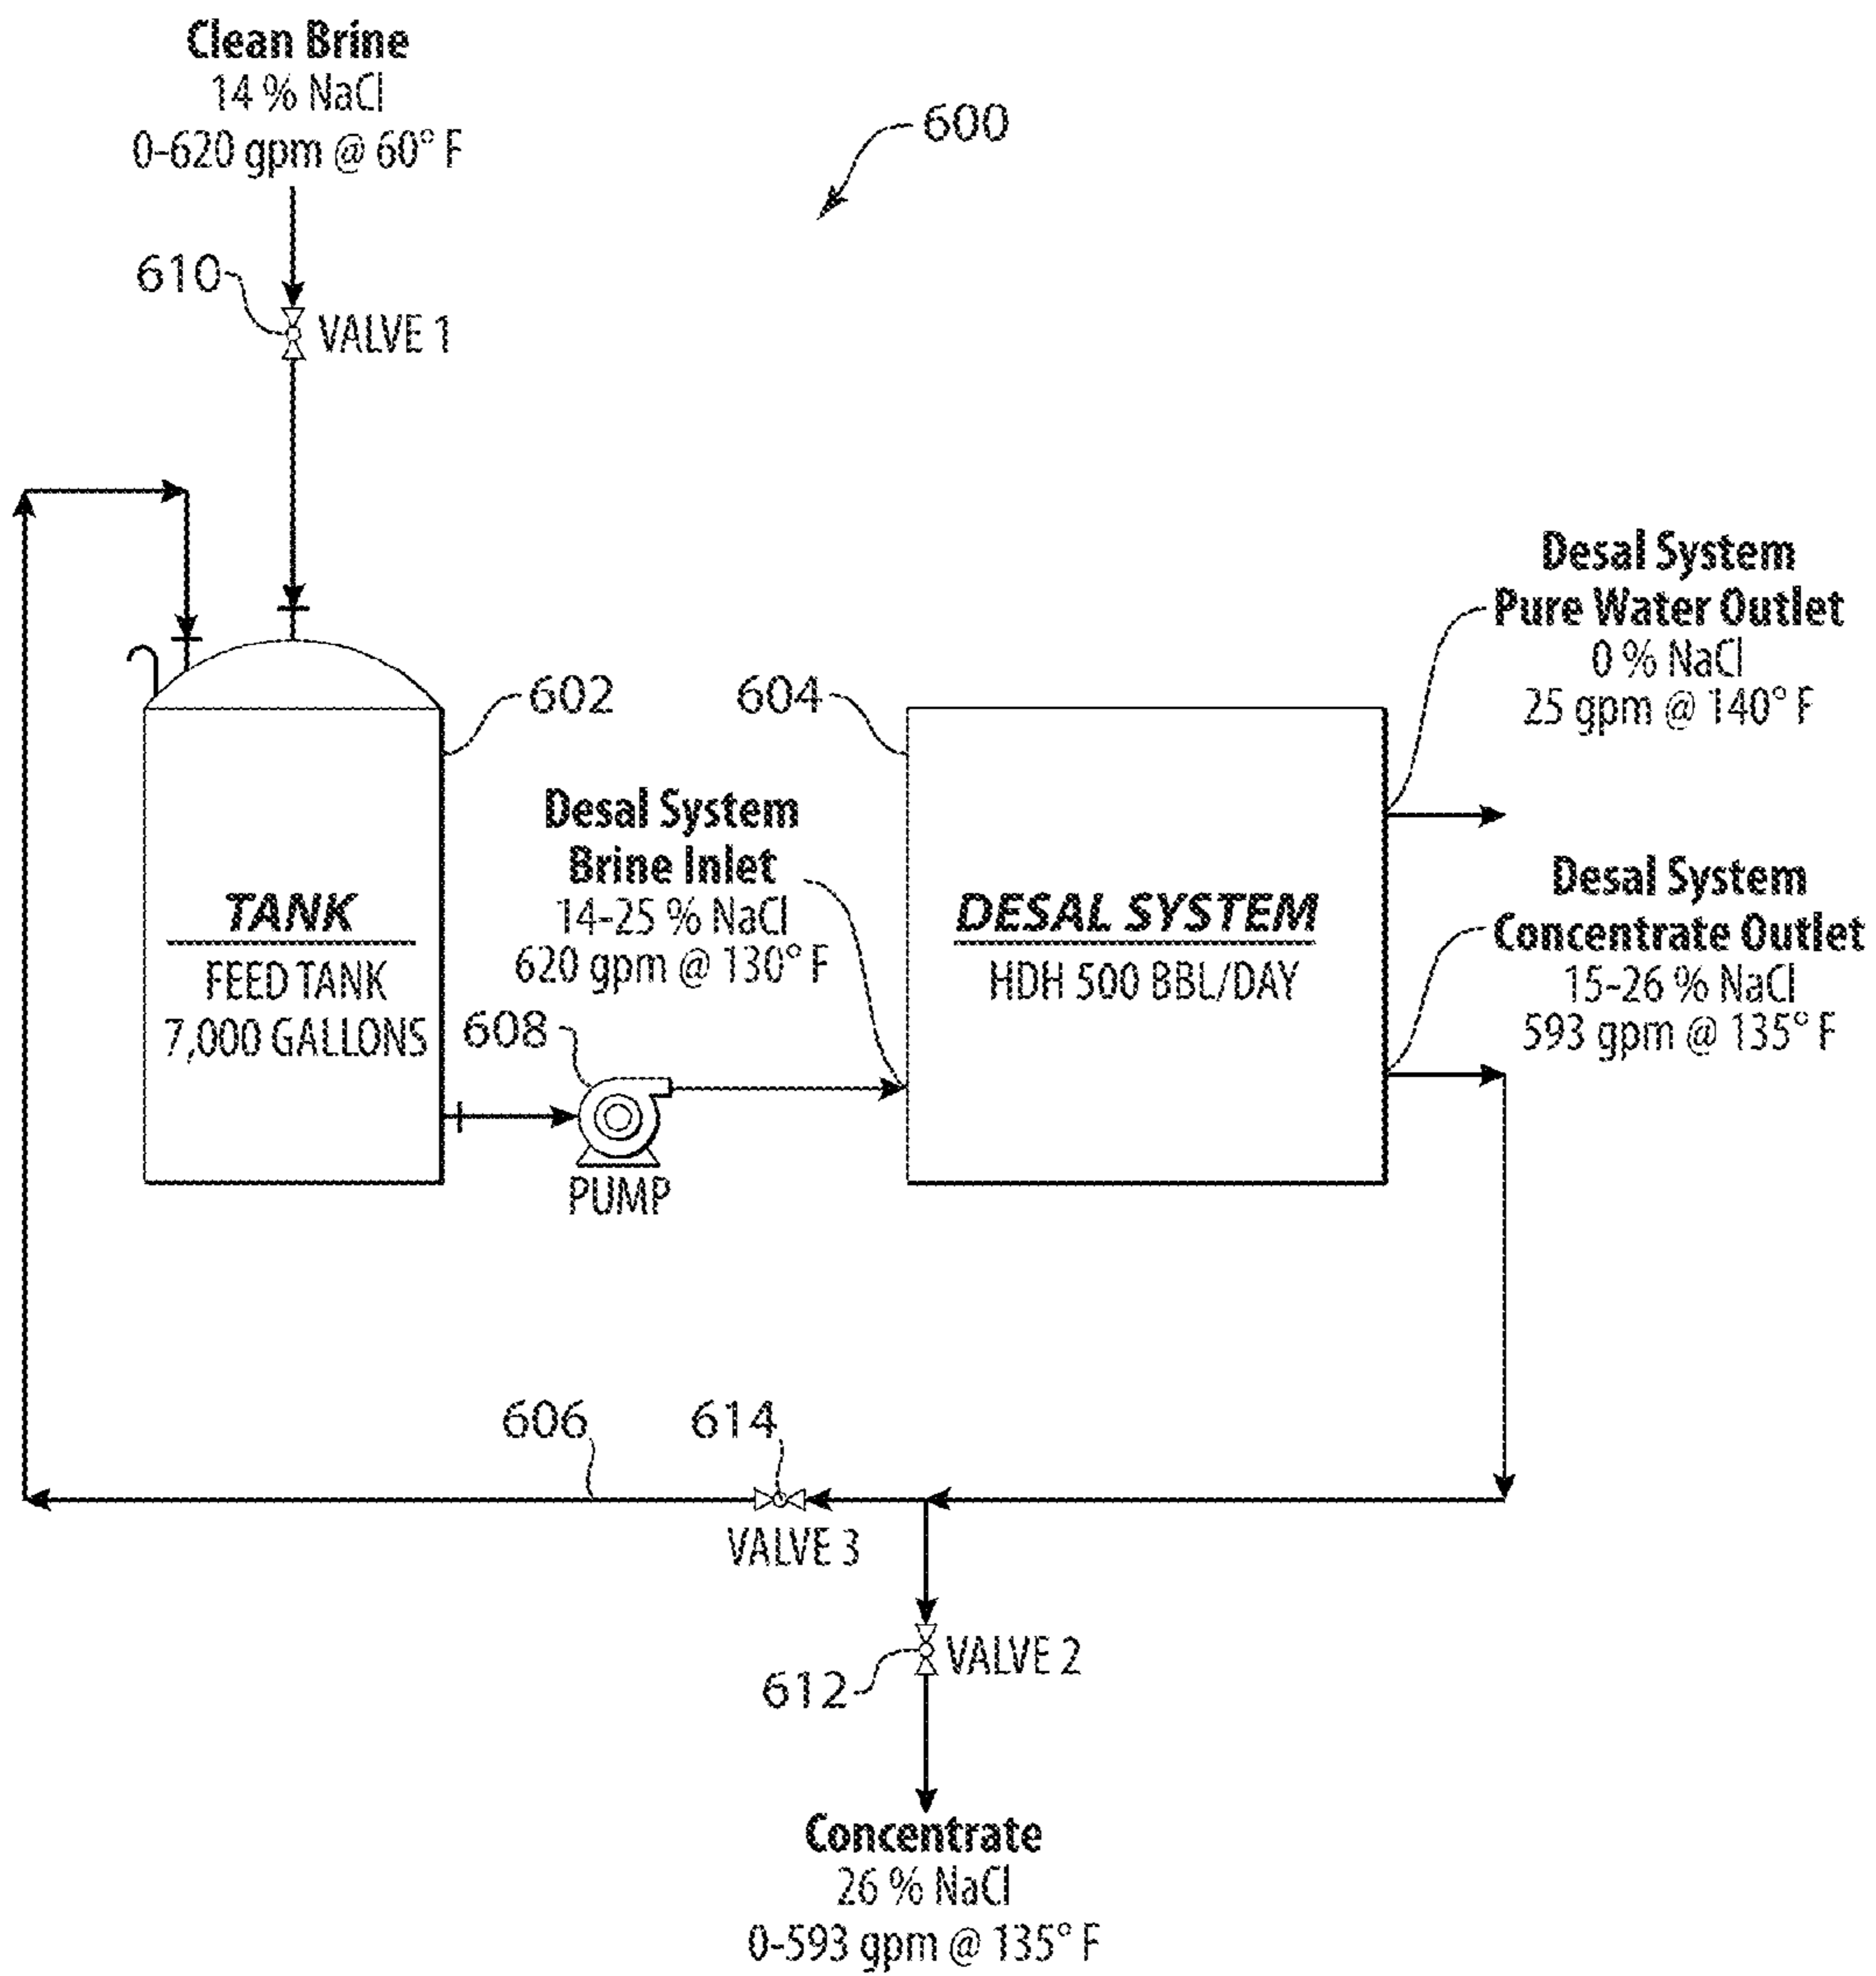 Clean Brine
14 % NaCl
0-620 gpm @ 60° F
600
610
VALVE 1
602
604
Desal System
Pure Water Outlet
0 % NaCl
25 gpm @ 140° F
Desal System
Brine Inlet
14-25 % NaCl
620 gpm @ 130° F
TANK
FEED TANK
7,000 GALLONS
608
PUMP
DESAL SYSTEM
HDH 500 BBL/DAY
Desal System
Concentrate Outlet
15-26 % NaCl
593 gpm @ 135° F
606
614
VALVE 3
VALVE 2
612
Concentrate
26 % NaCl
0-593 gpm @ 135° F